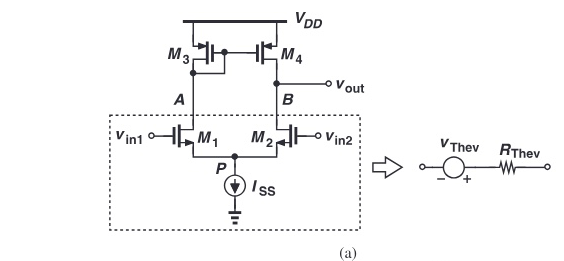 V_DD
M_3
M_4
v_out
A
B
v_in1
M_1
M_2
v_in2
P
I_SS
v_Thev
R_Thev
− +
(a)